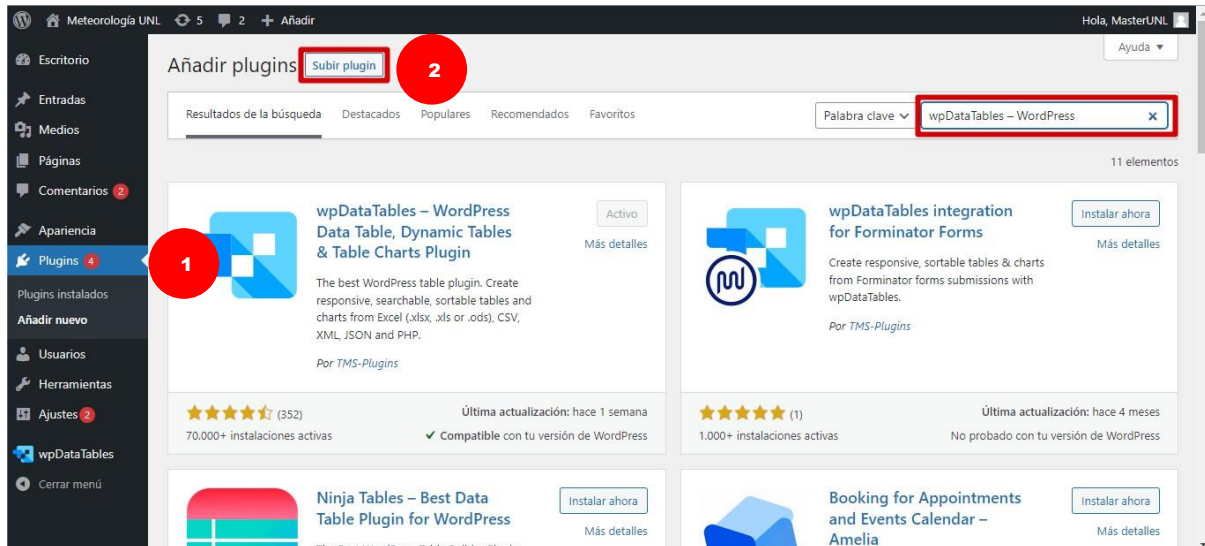 Meteorología UNL 5 2 + Añadir
Hola, MasterUNL
Escritorio
Entradas
Medios
Páginas
Comentarios 2
Apariencia
Plugins 4
1
Plugins instalados
Añadir nuevo
Usuarios
Herramientas
Ajustes 2
wpDataTables
Cerrar menú
Ayuda ▼
Añadir plugins Subir plugin
2
Resultados de la búsqueda Destacados Populares Recomendados Favoritos
Palabra clave wpDataTables – WordPress ×
11 elementos
wpDataTables – WordPress
Data Table, Dynamic Tables
& Table Charts Plugin
Activo
Más detalles
The best WordPress table plugin. Create
responsive, searchable, sortable tables and
charts from Excel (.xlsx, .xls or .ods), CSV,
XML, JSON and PHP.
Por TMS-Plugins
(352)
70.000+ instalaciones activas
Última actualización: hace 1 semana
✓ Compatible con tu versión de WordPress
wpDataTables integration
for Forminator Forms
Instalar ahora
Más detalles
Create responsive, sortable tables & charts
from Forminator forms submissions with
wpDataTables.
Por TMS-Plugins
(1)
1.000+ instalaciones activas
Última actualización: hace 4 meses
No probado con tu versión de WordPress
Ninja Tables – Best Data
Table Plugin for WordPress
Instalar ahora
Más detalles
Booking for Appointments
and Events Calendar –
Amelia
Instalar ahora
Más detalles